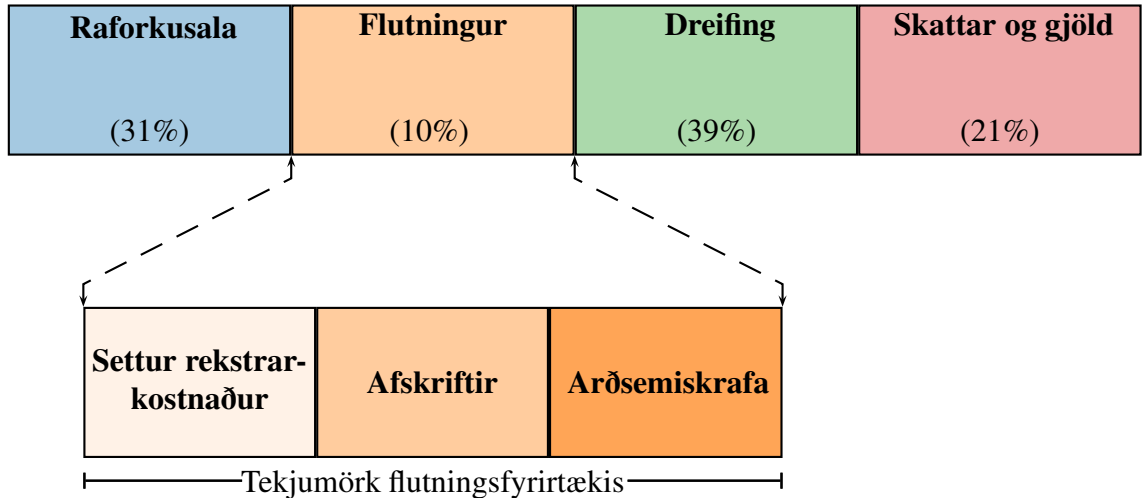 Raforkusala
Flutningur
Dreifing
Skattar og gjöld
(31%)
(10%)
(39%)
(21%)
Settur rekstrar-
kostnaður
Afskriftir
Arðsemiskrafa
Tekjumörk flutningsfyrirtækis